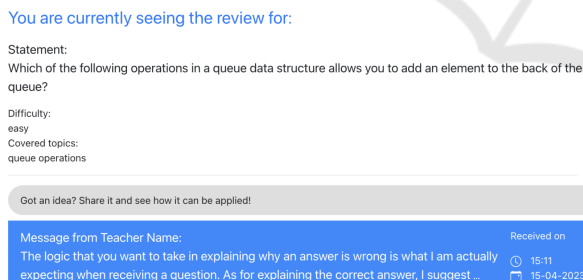 You are currently seeing the review for:
Statement:
Which of the following operations in a queue data structure allows you to add an element to the back of the
queue?
Difficulty:
easy
Covered topics:
queue operations
Got an idea? Share it and see how it can be applied!
Message from Teacher Name:
The logic that you want to take in explaining why an answer is wrong is what I am actually
expecting when receiving a question. As for explaining the correct answer, I suggest ...
Received on
15:11
15-04-2023